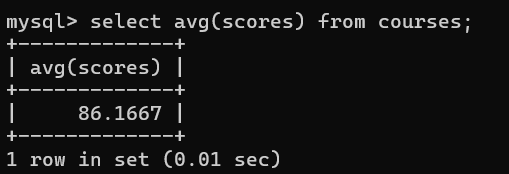 mysql> select avg(scores) from courses;
+-------------+
| avg(scores) |
+-------------+
|     86.1667 |
+-------------+
1 row in set (0.01 sec)